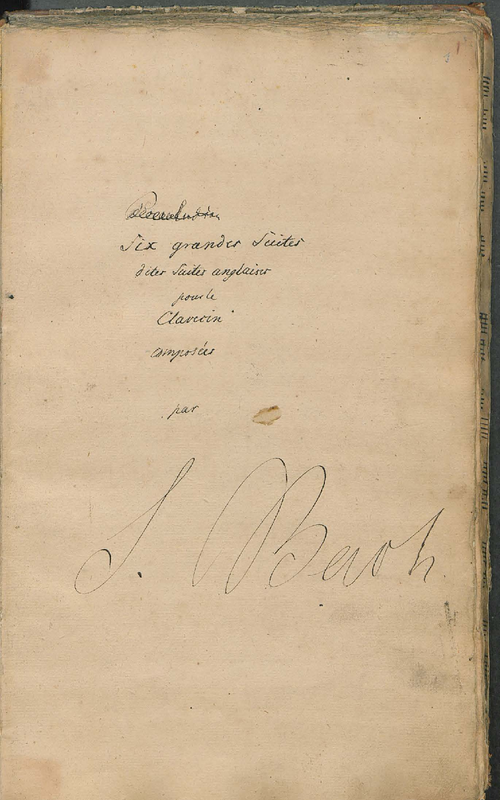 Six grandes Suites
dites Suites anglaises
pour le
Clavecin
composées
par
S. Bach